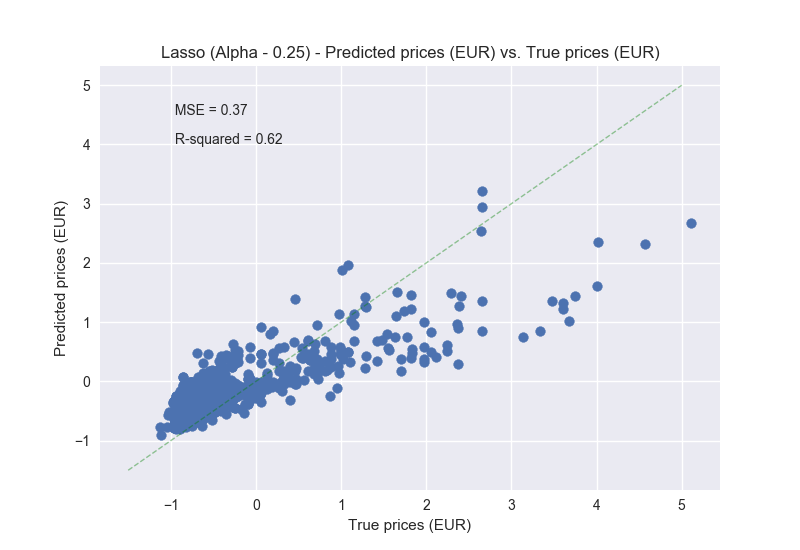 Lasso (Alpha - 0.25) - Predicted prices (EUR) vs. True prices (EUR)
MSE = 0.37
R-squared = 0.62
Predicted prices (EUR)
5
4
3
2
1
0
−1
−1
0
1
2
3
4
5
True prices (EUR)